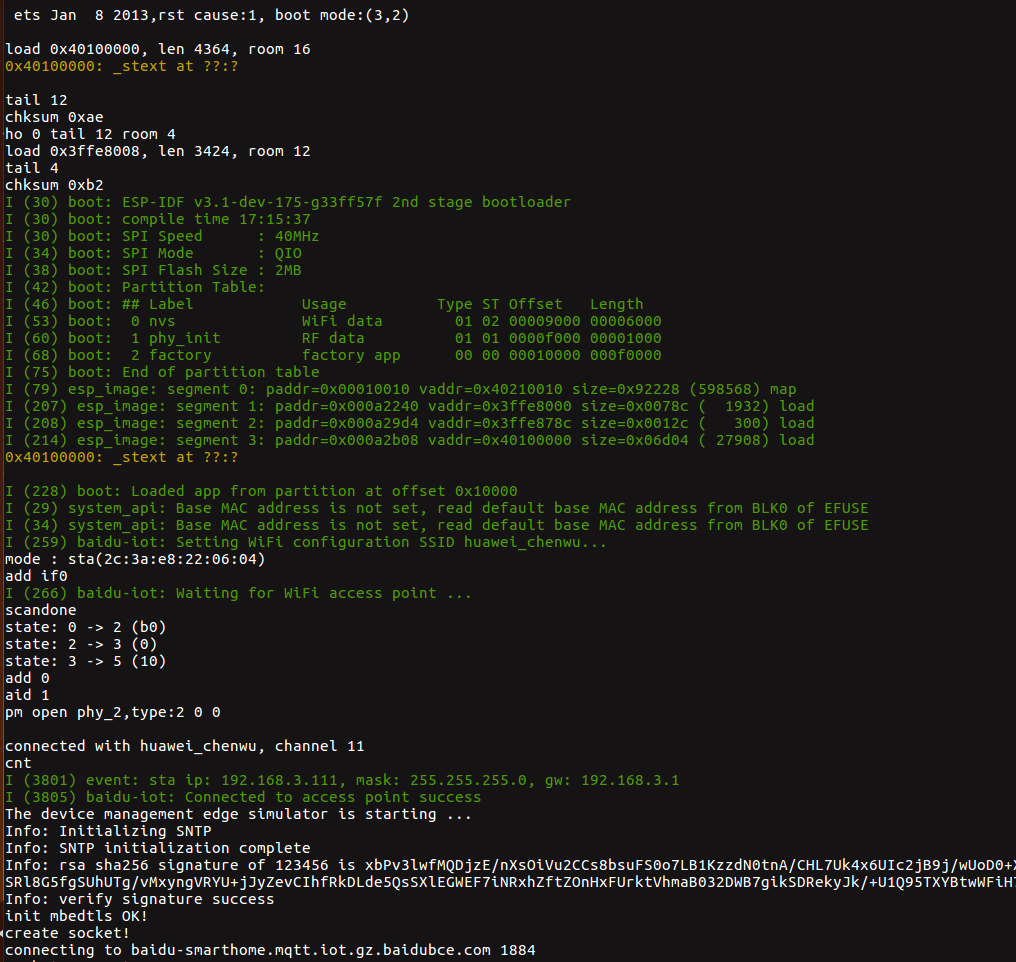 ets Jan  8 2013,rst cause:1, boot mode:(3,2)
load 0x40100000, len 4364, room 16
0x40100000: _stext at ??:?
tail 12
chksum 0xae
ho 0 tail 12 room 4
load 0x3ffe8008, len 3424, room 12
tail 4
chksum 0xb2
I (30) boot: ESP-IDF v3.1-dev-175-g33ff57f 2nd stage bootloader
I (30) boot: compile time 17:15:37
I (30) boot: SPI Speed      : 40MHz
I (34) boot: SPI Mode       : QIO
I (38) boot: SPI Flash Size : 2MB
I (42) boot: Partition Table:
I (46) boot: ## Label            Usage          Type ST Offset   Length
I (53) boot:  0 nvs              WiFi data        01 02 00009000 00006000
I (60) boot:  1 phy_init         RF data          01 01 0000f000 00001000
I (68) boot:  2 factory          factory app      00 00 00010000 000f0000
I (75) boot: End of partition table
I (79) esp_image: segment 0: paddr=0x00010010 vaddr=0x40210010 size=0x92228 (598568) map
I (207) esp_image: segment 1: paddr=0x000a2240 vaddr=0x3ffe8000 size=0x0078c (  1932) load
I (208) esp_image: segment 2: paddr=0x000a29d4 vaddr=0x3ffe878c size=0x0012c (   300) load
I (214) esp_image: segment 3: paddr=0x000a2b08 vaddr=0x40100000 size=0x06d04 ( 27908) load
0x40100000: _stext at ??:?
I (228) boot: Loaded app from partition at offset 0x10000
I (29) system_api: Base MAC address is not set, read default base MAC address from BLK0 of EFUSE
I (34) system_api: Base MAC address is not set, read default base MAC address from BLK0 of EFUSE
I (259) baidu-iot: Setting WiFi configuration SSID huawei_chenwu...
mode : sta(2c:3a:e8:22:06:04)
add if0
I (266) baidu-iot: Waiting for WiFi access point ...
scandone
state: 0 -> 2 (b0)
state: 2 -> 3 (0)
state: 3 -> 5 (10)
add 0
aid 1
pm open phy_2,type:2 0 0
connected with huawei_chenwu, channel 11
cnt
I (3801) event: sta ip: 192.168.3.111, mask: 255.255.255.0, gw: 192.168.3.1
I (3805) baidu-iot: Connected to access point success
The device management edge simulator is starting ...
Info: Initializing SNTP
Info: SNTP initialization complete
Info: rsa sha256 signature of 123456 is xbPv3lwfMQDjzE/nXsOiVu2CCs8bsuFS0o7LB1KzzdN0tnA/CHL7Uk4x6UIc2jB9j/wUoD0+X
SRl8G5fgSUhUTg/vMxyngVRYU+jJyZevCIhfRkDLde5QsSXlEGWEF7iNRxhZftZOnHxFUrktVhmaB032DWB7gikSDRekyJk/+U1Q95TXYBtwWFiH7
Info: verify signature success
init mbedtls OK!
create socket!
connecting to baidu-smarthome.mqtt.iot.gz.baidubce.com 1884